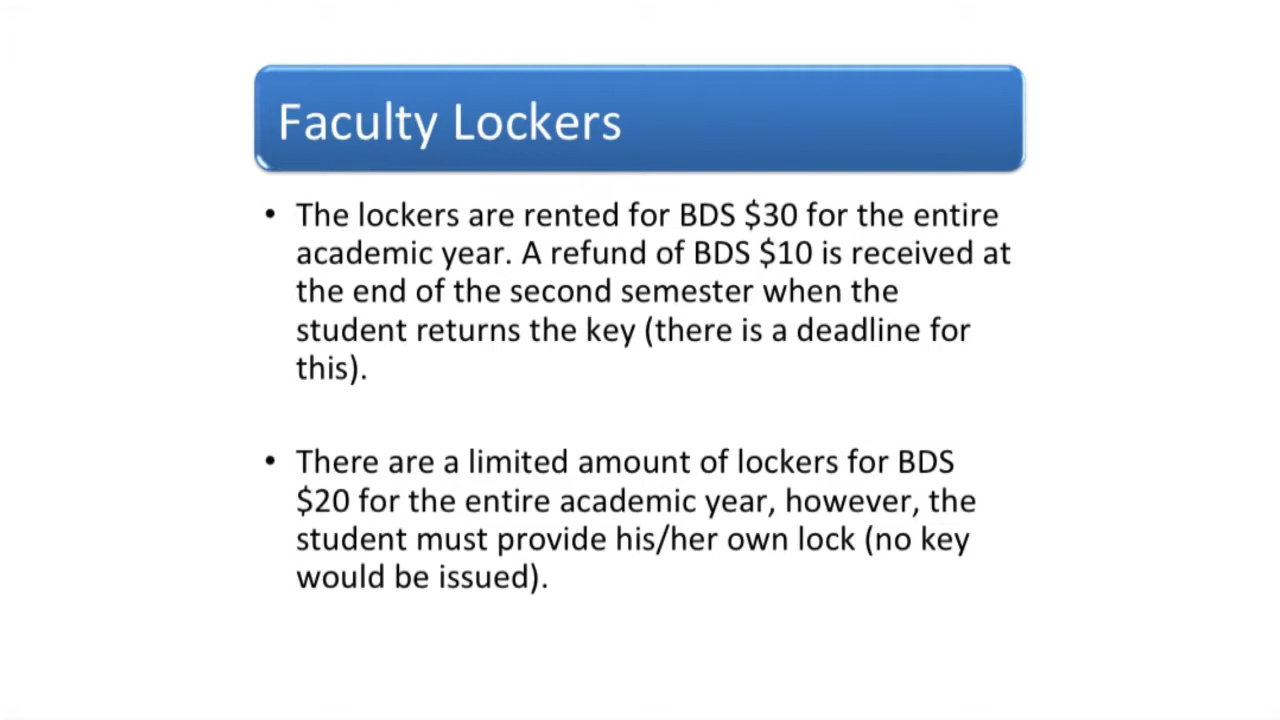 Faculty Lockers
• The lockers are rented for BDS $30 for the entire
academic year. A refund of BDS $10 is received at
the end of the second semester when the
student returns the key (there is a deadline for
this).
• There are a limited amount of lockers for BDS
$20 for the entire academic year, however, the
student must provide his/her own lock (no key
would be issued).